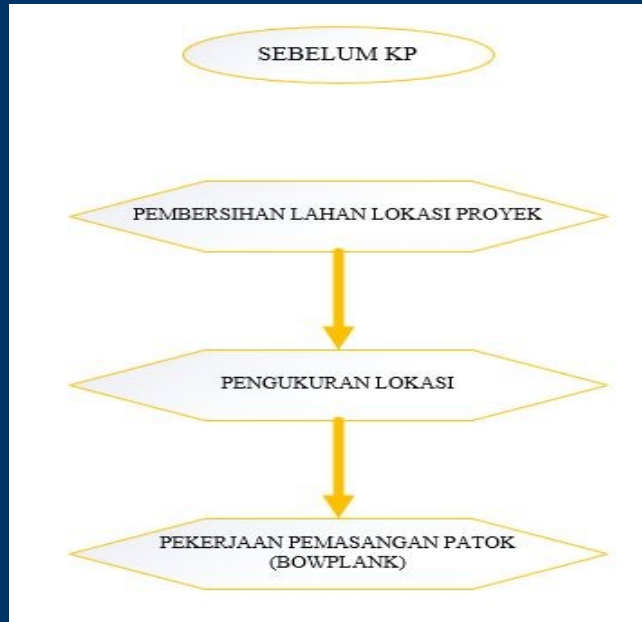 SEBELUM KP
PEMBERSIHAN LAHAN LOKASI PROYEK
PENGUKURAN LOKASI
PEKERJAAN PEMASANGAN PATOK
(BOWPLANK)